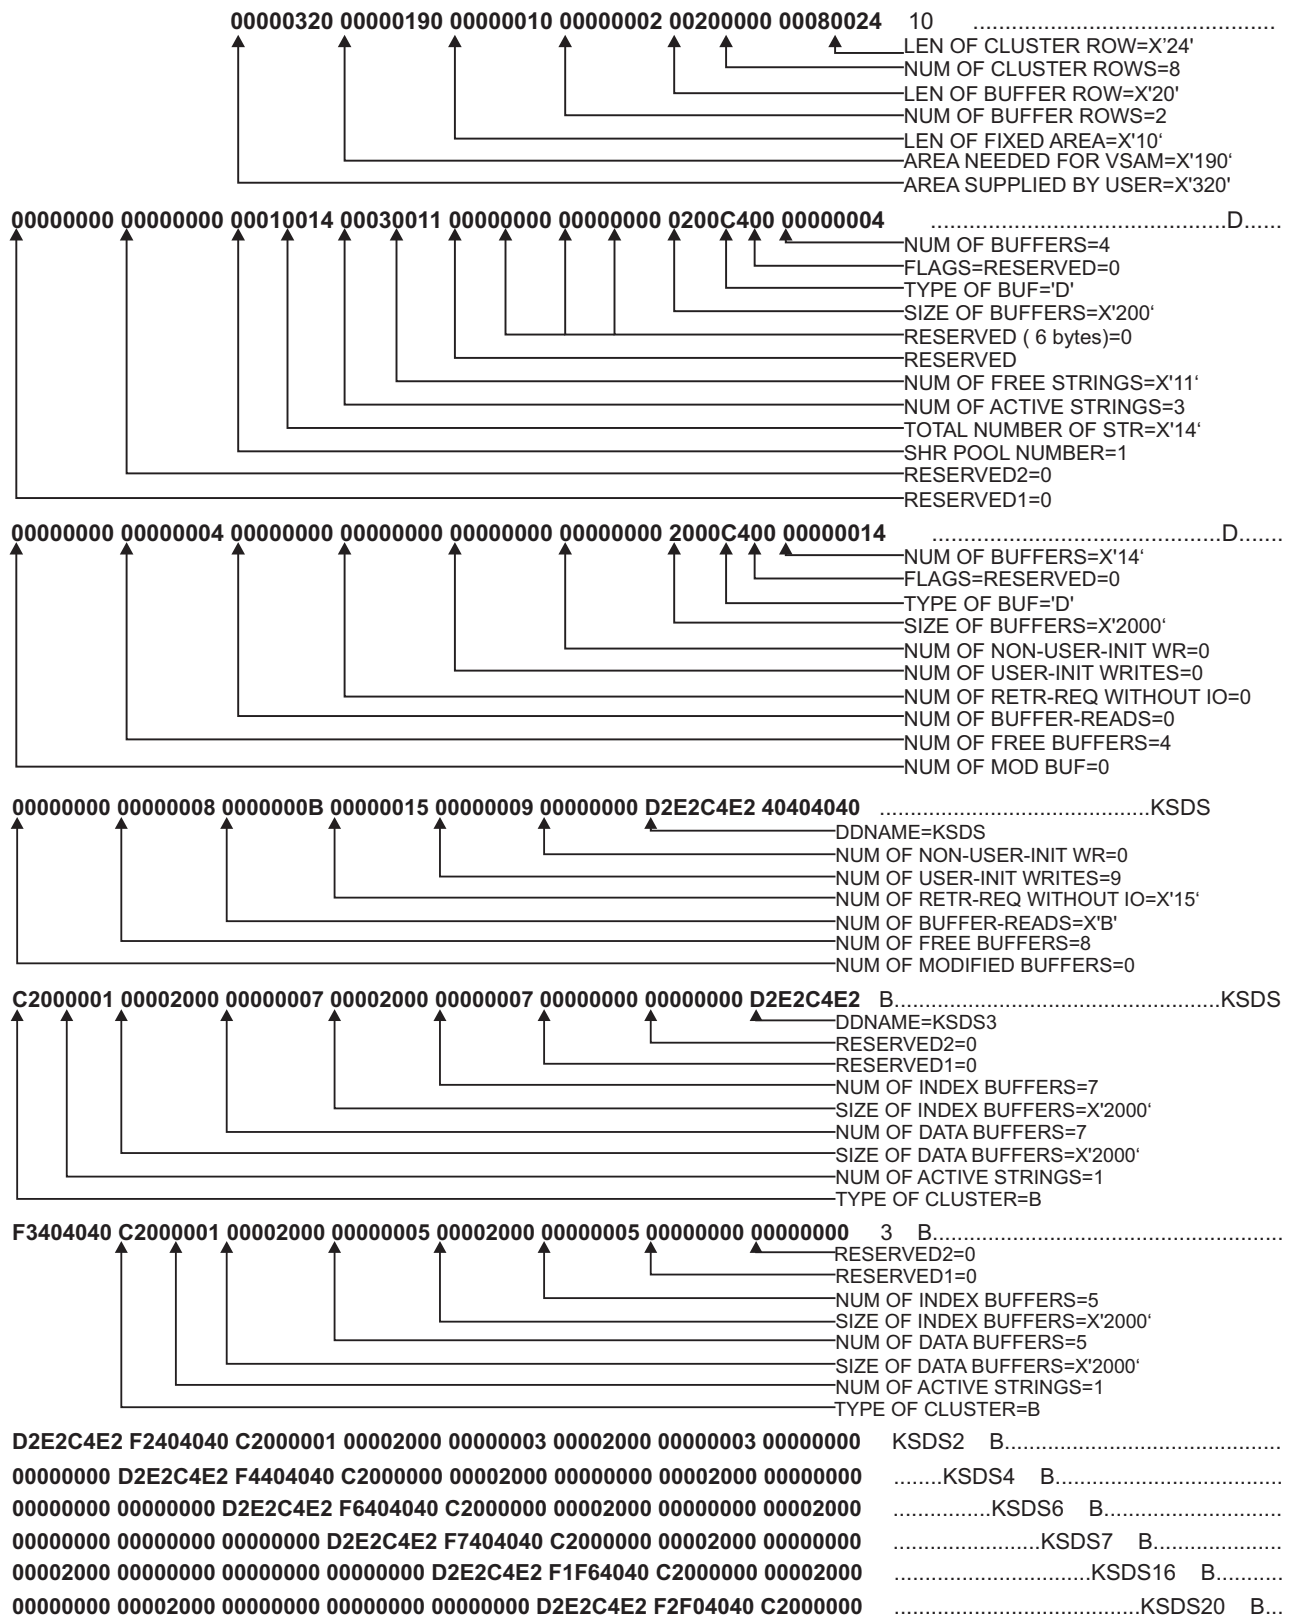 00000320 00000190 00000010 00000002 00200000 00080024 10 ........................................
LEN OF CLUSTER ROW=X'24'
NUM OF CLUSTER ROWS=8
LEN OF BUFFER ROW=X'20'
NUM OF BUFFER ROWS=2
LEN OF FIXED AREA=X'10‘
AREA NEEDED FOR VSAM=X'190‘
AREA SUPPLIED BY USER=X'320'
00000000 00000000 00010014 00030011 00000000 00000000 0200C400 00000004 ........................................D......
NUM OF BUFFERS=4
FLAGS=RESERVED=0
TYPE OF BUF='D'
SIZE OF BUFFERS=X'200‘
RESERVED ( 6 bytes)=0
RESERVED
NUM OF FREE STRINGS=X'11‘
NUM OF ACTIVE STRINGS=3
TOTAL NUMBER OF STR=X'14‘
SHR POOL NUMBER=1
RESERVED2=0
RESERVED1=0
00000000 00000004 00000000 00000000 00000000 00000000 2000C400 00000014 ........................................D.......
NUM OF BUFFERS=X'14‘
FLAGS=RESERVED=0
TYPE OF BUF='D'
SIZE OF BUFFERS=X'2000‘
NUM OF NON-USER-INIT WR=0
NUM OF USER-INIT WRITES=0
NUM OF RETR-REQ WITHOUT IO=0
NUM OF BUFFER-READS=0
NUM OF FREE BUFFERS=4
NUM OF MOD BUF=0
00000000 00000008 0000000B 00000015 00000009 00000000 D2E2C4E2 40404040 ........................................KSDS
DDNAME=KSDS
NUM OF NON-USER-INIT WR=0
NUM OF USER-INIT WRITES=9
NUM OF RETR-REQ WITHOUT IO=X'15‘
NUM OF BUFFER-READS=X'B'
NUM OF FREE BUFFERS=8
NUM OF MODIFIED BUFFERS=0
C2000001 00002000 00000007 00002000 00000007 00000000 00000000 D2E2C4E2 B....................................................KSDS
DDNAME=KSDS3
RESERVED2=0
RESERVED1=0
NUM OF INDEX BUFFERS=7
SIZE OF INDEX BUFFERS=X'2000‘
NUM OF DATA BUFFERS=7
SIZE OF DATA BUFFERS=X'2000‘
NUM OF ACTIVE STRINGS=1
TYPE OF CLUSTER=B
F3404040 C2000001 00002000 00000005 00002000 00000005 00000000 00000000 3 B........................................................
RESERVED2=0
RESERVED1=0
NUM OF INDEX BUFFERS=5
SIZE OF INDEX BUFFERS=X'2000‘
NUM OF DATA BUFFERS=5
SIZE OF DATA BUFFERS=X'2000‘
NUM OF ACTIVE STRINGS=1
TYPE OF CLUSTER=B
D2E2C4E2 F2404040 C2000001 00002000 00000003 00002000 00000003 00000000 KSDS2 B............................................
00000000 D2E2C4E2 F4404040 C2000000 00002000 00000000 00002000 00000000 ........KSDS4 B....................................
00000000 00000000 D2E2C4E2 F6404040 C2000000 00002000 00000000 00002000 ................KSDS6 B............................
00000000 00000000 00000000 D2E2C4E2 F7404040 C2000000 00002000 00000000 ........................KSDS7 B....................
00002000 00000000 00000000 00000000 D2E2C4E2 F1F64040 C2000000 00002000 ................................KSDS16 B...........
00000000 00002000 00000000 00000000 00000000 D2E2C4E2 F2F04040 C2000000 ........................................KSDS20 B...